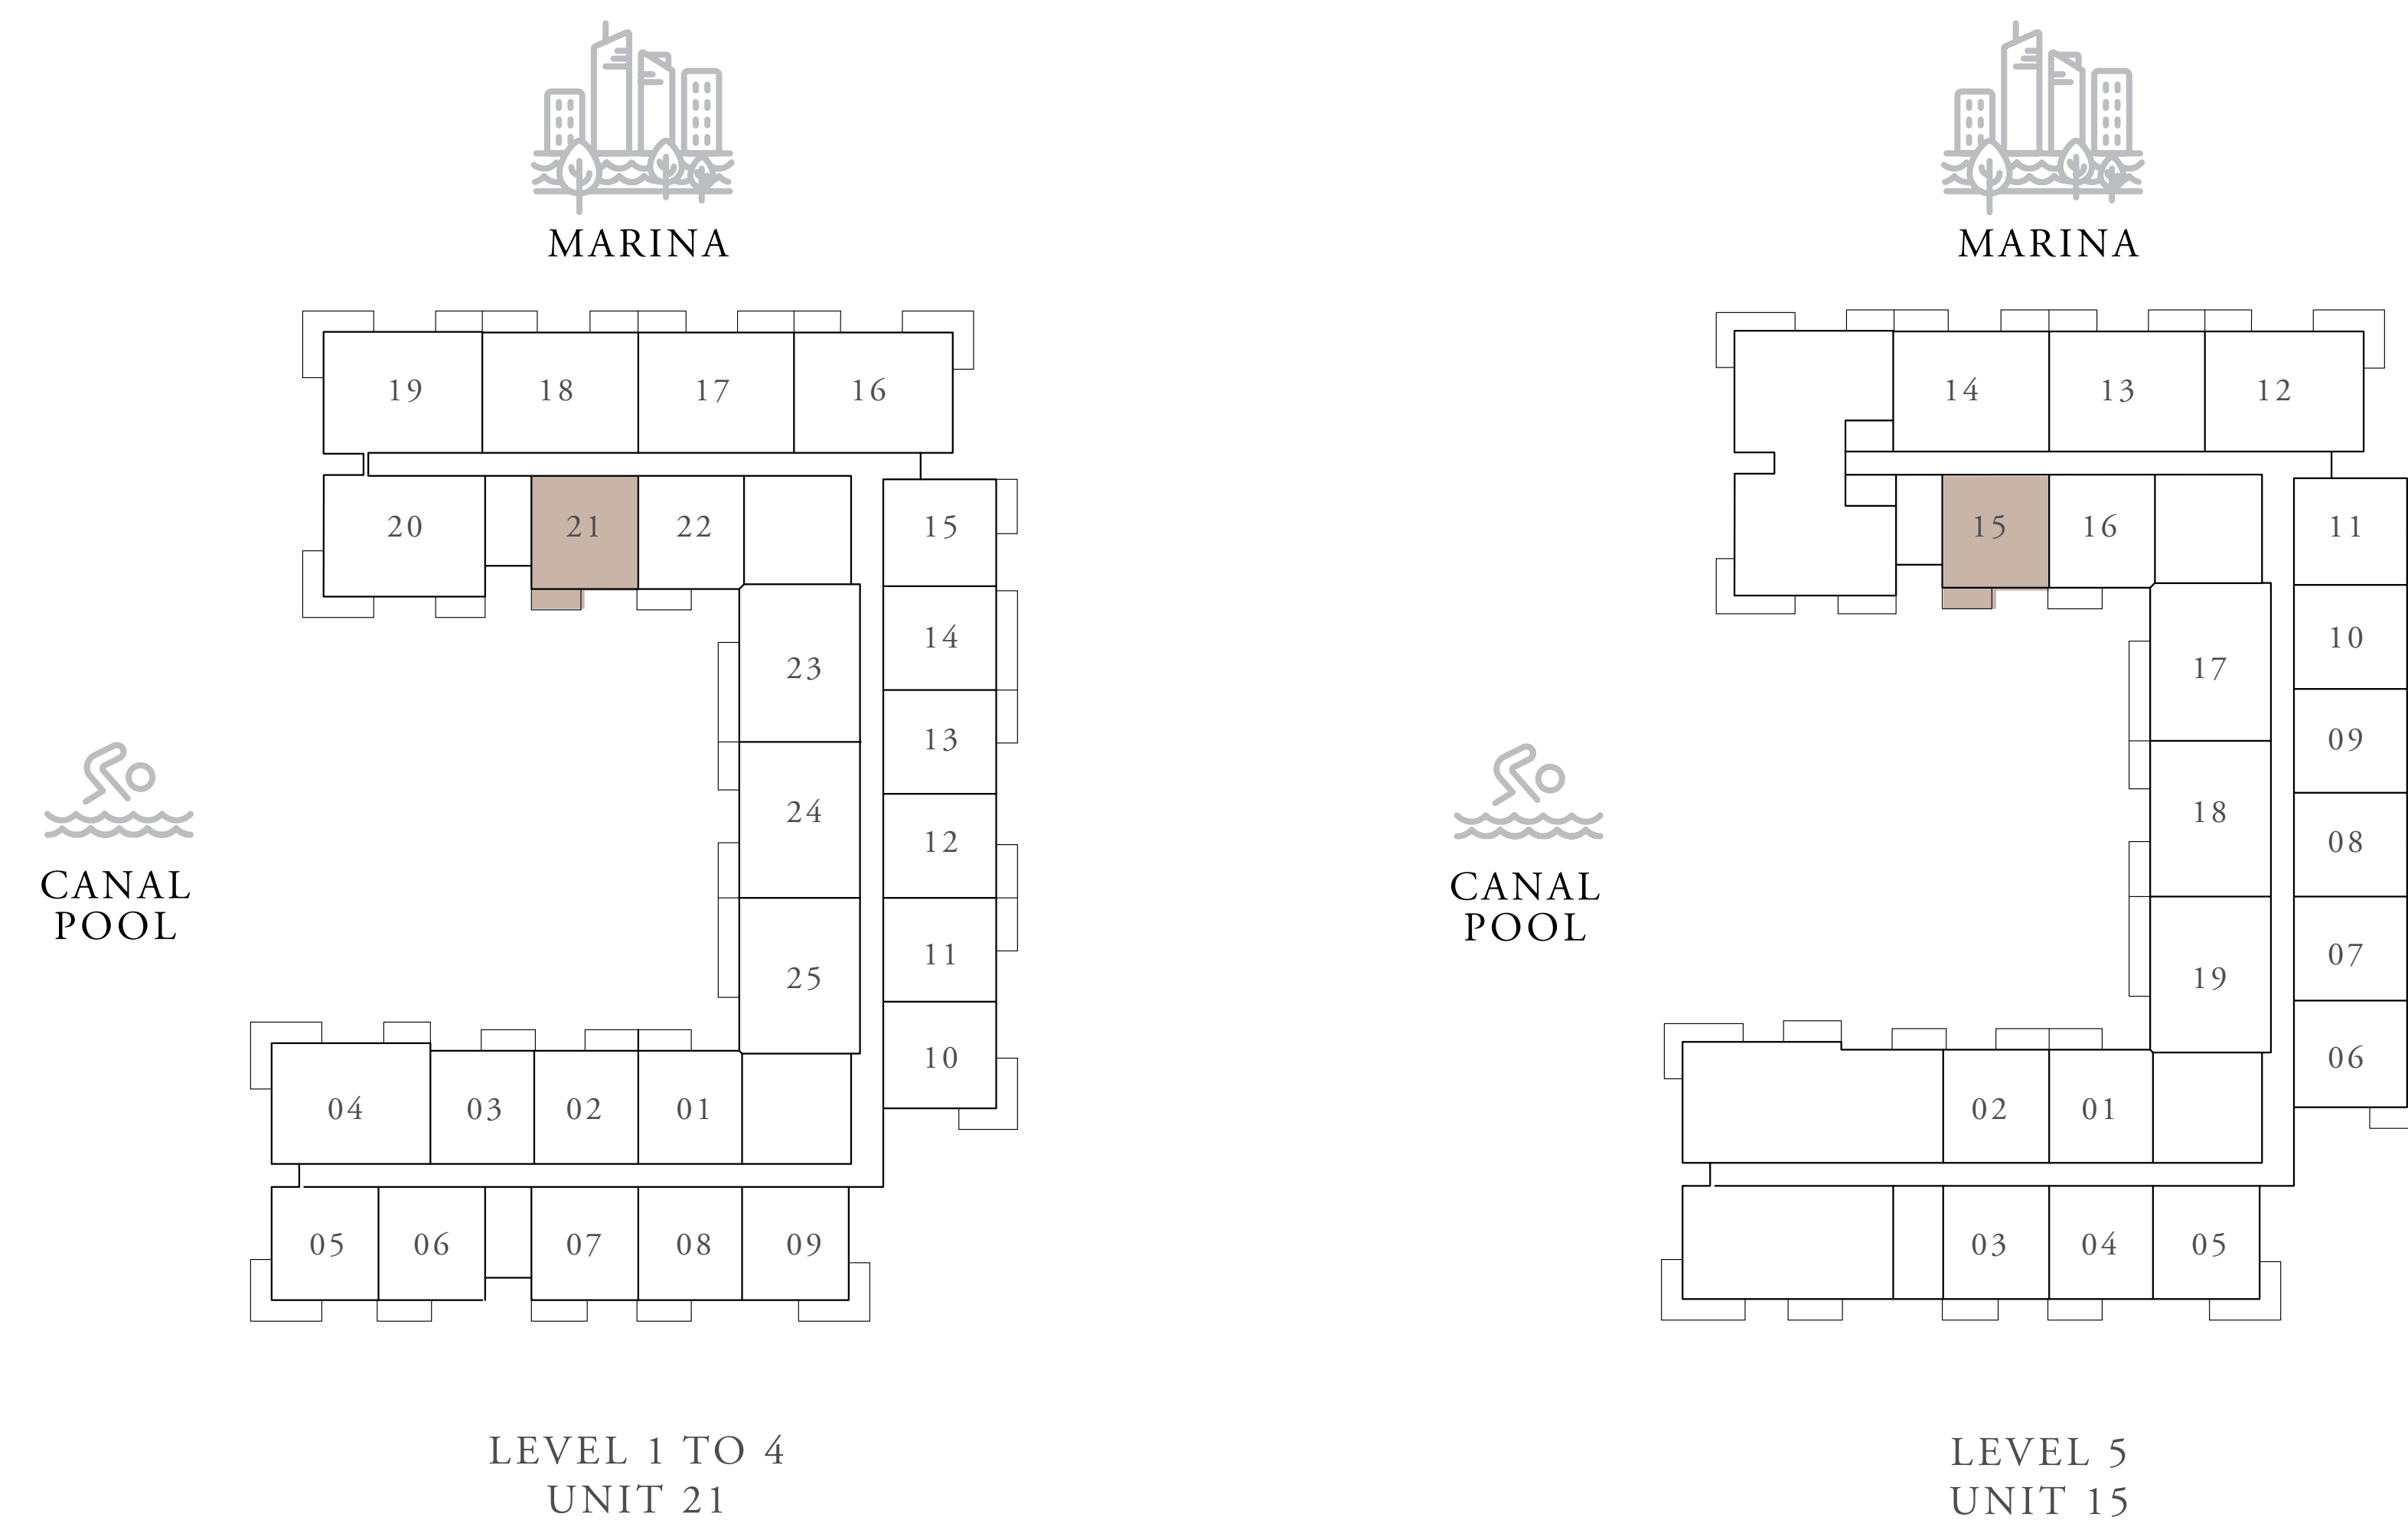 MARINA
19 18 17 16
20 21 22 15
14
23
13
24 12
11
25
10
04 03 02 01
05 06 07 08 09
CANAL
POOL
LEVEL 1 TO 4
UNIT 21
MARINA
14 13 12
15 16 11
10
17
09
18 08
07
19
06
02 01
03 04 05
CANAL
POOL
LEVEL 5
UNIT 15